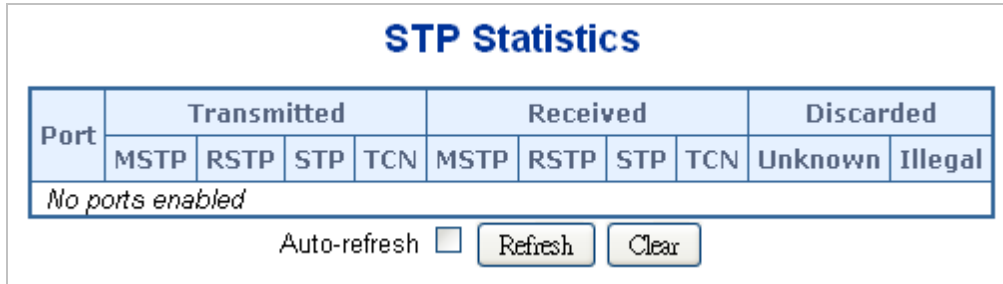 STP Statistics
Port Transmitted Received Discarded
MSTP RSTP STP TCN MSTP RSTP STP TCN Unknown Illegal
No ports enabled
Auto-refresh Refresh Clear